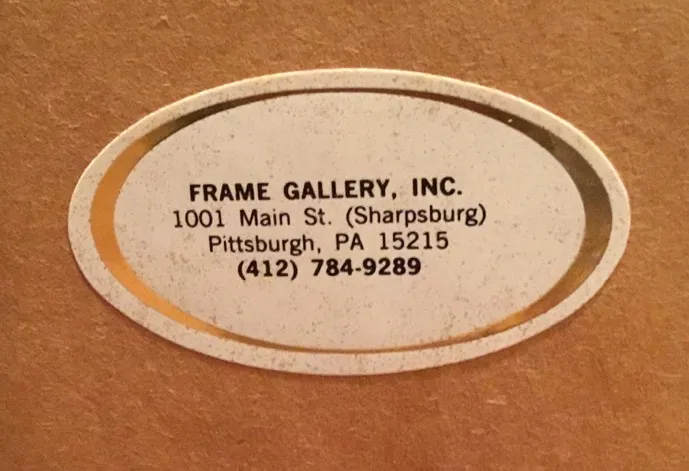 FRAME GALLERY, INC.
1001 Main St. (Sharpsburg)
Pittsburgh, PA 15215
(412) 784-9289